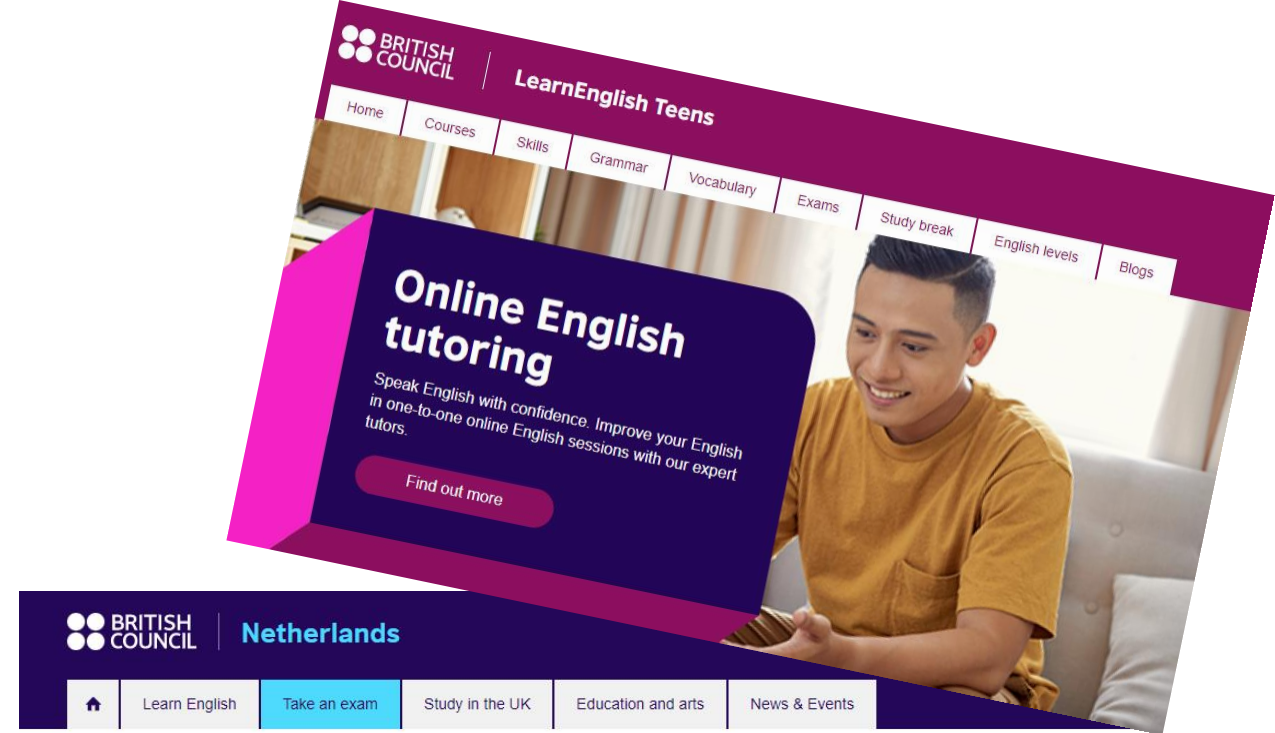 BRITISH
COUNCIL
LearnEnglish Teens
Home Courses Skills Grammar Vocabulary Exams Study break English levels Blogs
Online English
tutoring
Speak English with confidence. Improve your English
in one-to-one online English sessions with our expert
tutors.
Find out more
BRITISH
COUNCIL
Netherlands
Learn English Take an exam Study in the UK Education and arts News & Events